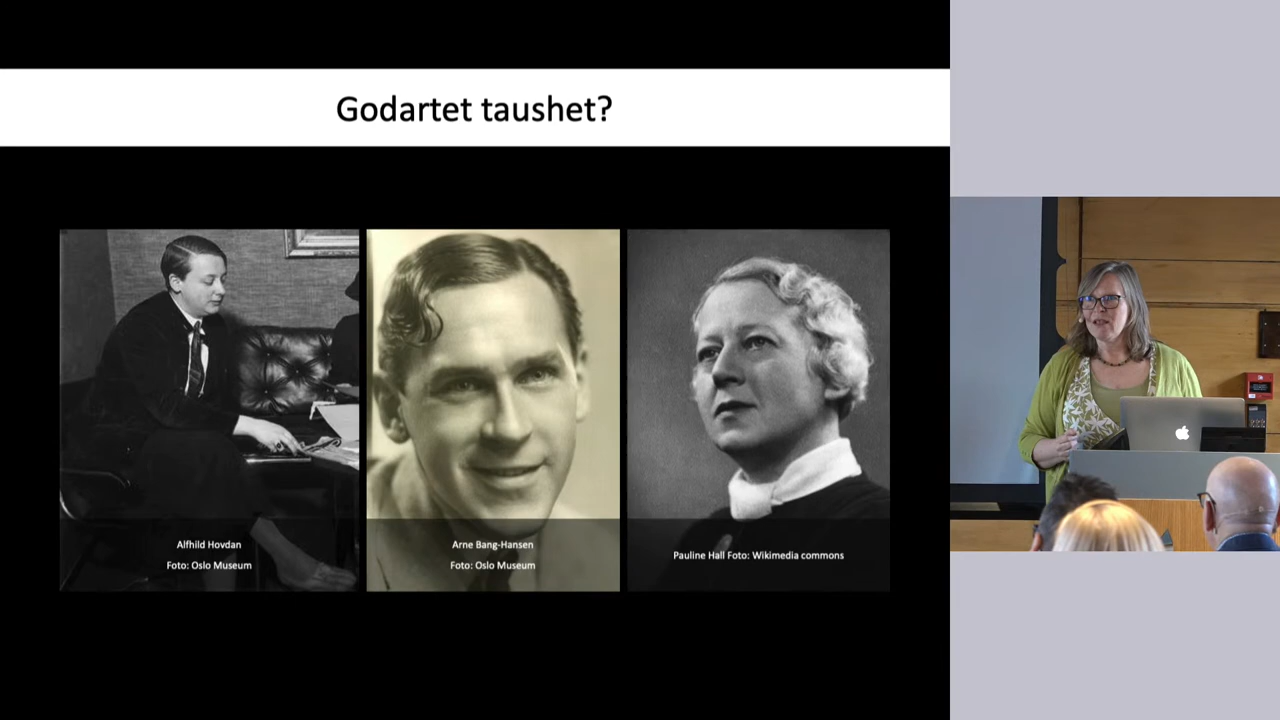 Godartet taushet?
Alfhild Hovdan
Foto: Oslo Museum
Arne Bang-Hansen
Foto: Oslo Museum
Pauline Hall Foto: Wikimedia commons